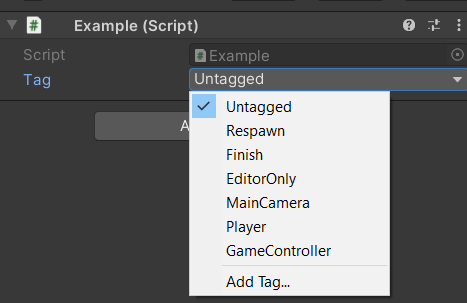 Example (Script)
Script Example
Tag Untagged
A
Untagged
Respawn
Finish
EditorOnly
MainCamera
Player
GameController
Add Tag...